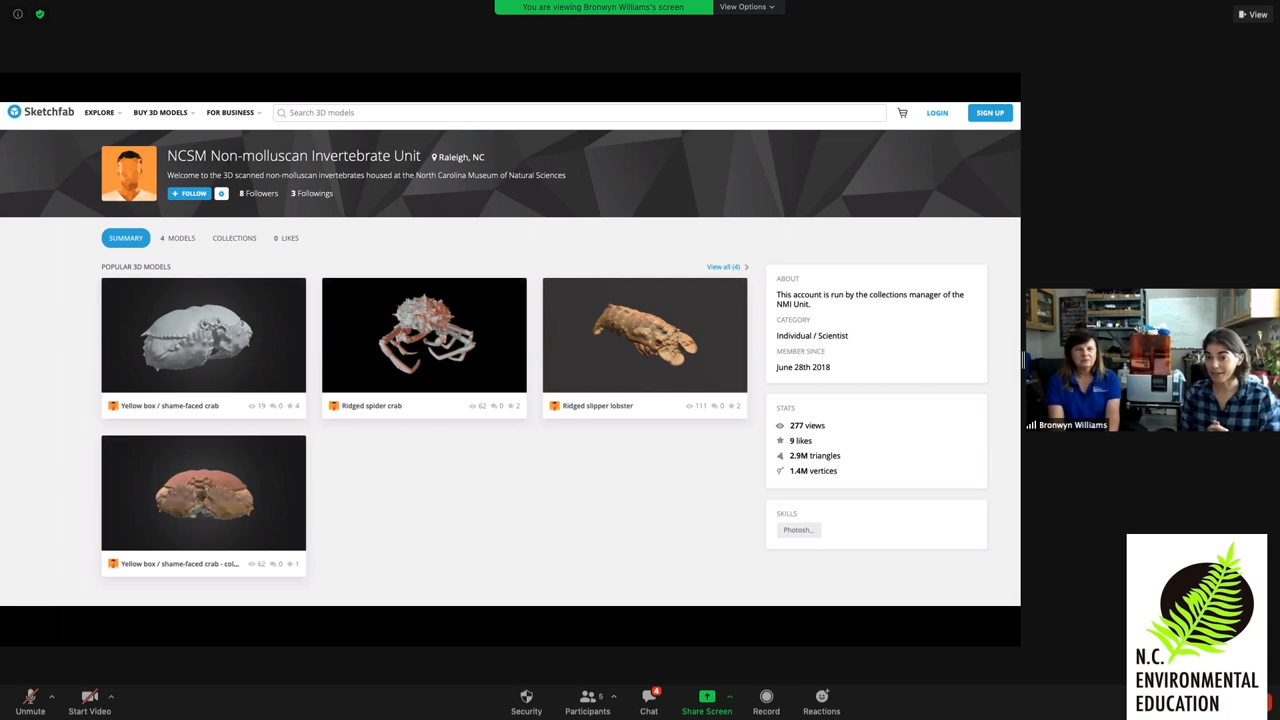 You are viewing Bronwyn Williams's screen
View Options
View
Sketchfab
EXPLORE
BUY 3D MODELS
FOR BUSINESS
Search 3D models
LOGIN
SIGN UP
NCSM Non-molluscan Invertebrate Unit
Raleigh, NC
Welcome to the 3D scanned non-molluscan invertebrates housed at the North Carolina Museum of Natural Sciences
+ FOLLOW
8 Followers
3 Followings
SUMMARY
4 MODELS
COLLECTIONS
0 LIKES
POPULAR 3D MODELS
View all (4)
Yellow box / shame-faced crab
19
0
4
Ridged spider crab
62
0
2
Ridged slipper lobster
111
0
2
Yellow box / shame-faced crab - col...
62
0
1
ABOUT
This account is run by the collections manager of the
NMI Unit.
CATEGORY
Individual / Scientist
MEMBER SINCE
June 28th 2018
STATS
277 views
9 likes
2.9M triangles
1.4M vertices
SKILLS
Photosh...
Bronwyn Williams
N.C.
ENVIRONMENTAL
EDUCATION
Unmute
Start Video
Security
Participants
5
Chat
4
Share Screen
Record
Reactions